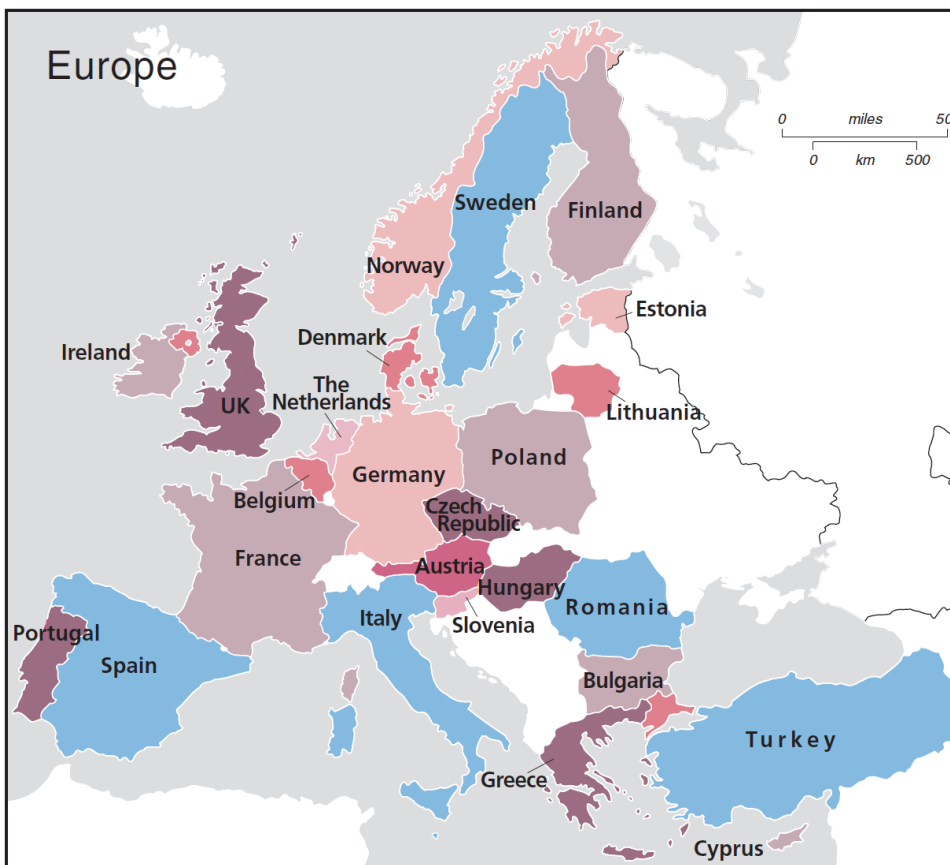 Europe
0 miles 50
0 km 500
Sweden
Finland
Norway
Estonia
Denmark
Ireland
The
Netherlands
UK
Lithuania
Poland
Germany
Belgium
Czech
Republic
France
Austria
Hungary
Romania
Italy
Slovenia
Portugal
Spain
Bulgaria
Turkey
Greece
Cyprus